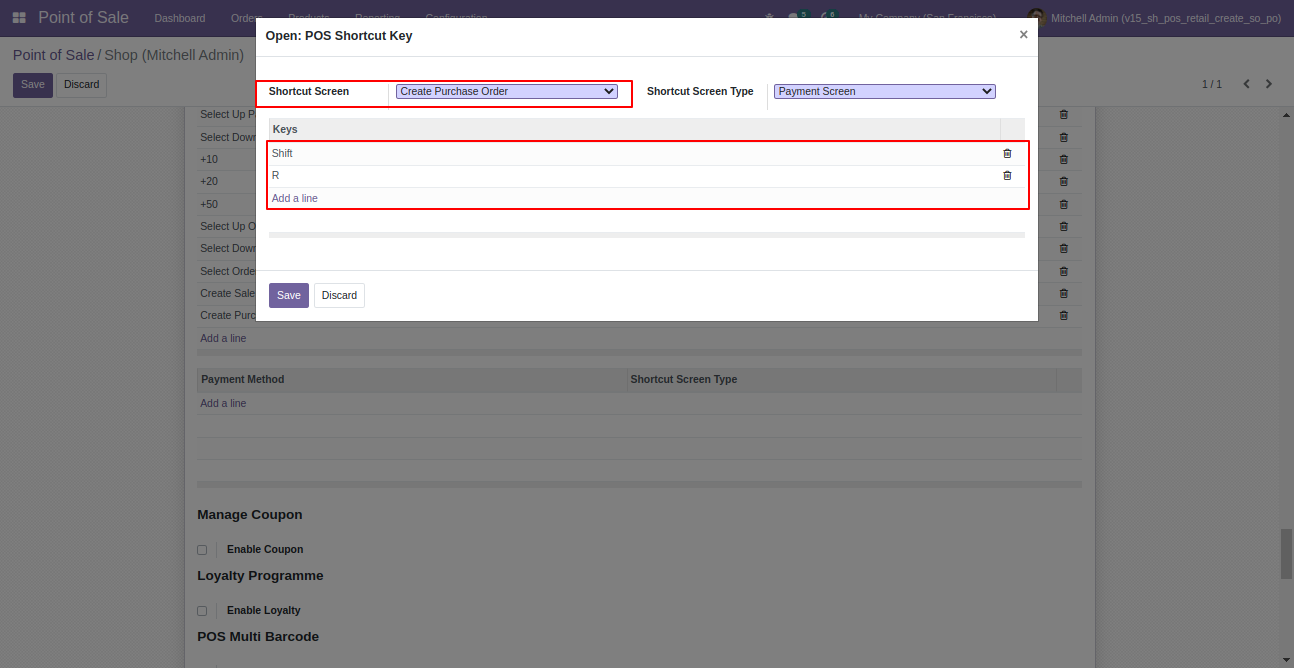 Point of Sale Dashboard Orders Products Reporting Configuration 5 6 My Company (San Francisco) Mitchell Admin (v15_sh_pos_retail_create_so_po)
Open: POS Shortcut Key ×
Point of Sale / Shop (Mitchell Admin)
Save Discard 1 / 1
Shortcut Screen Create Purchase Order Shortcut Screen Type Payment Screen
Select Up P
Keys
Select Down
Shift
+10
R
+20
Add a line
+50
Select Up O
Select Down
Select Orde
Create Sale
Save Discard
Create Purc
Add a line
Payment Method Shortcut Screen Type
Add a line
Manage Coupon
Enable Coupon
Loyalty Programme
Enable Loyalty
POS Multi Barcode